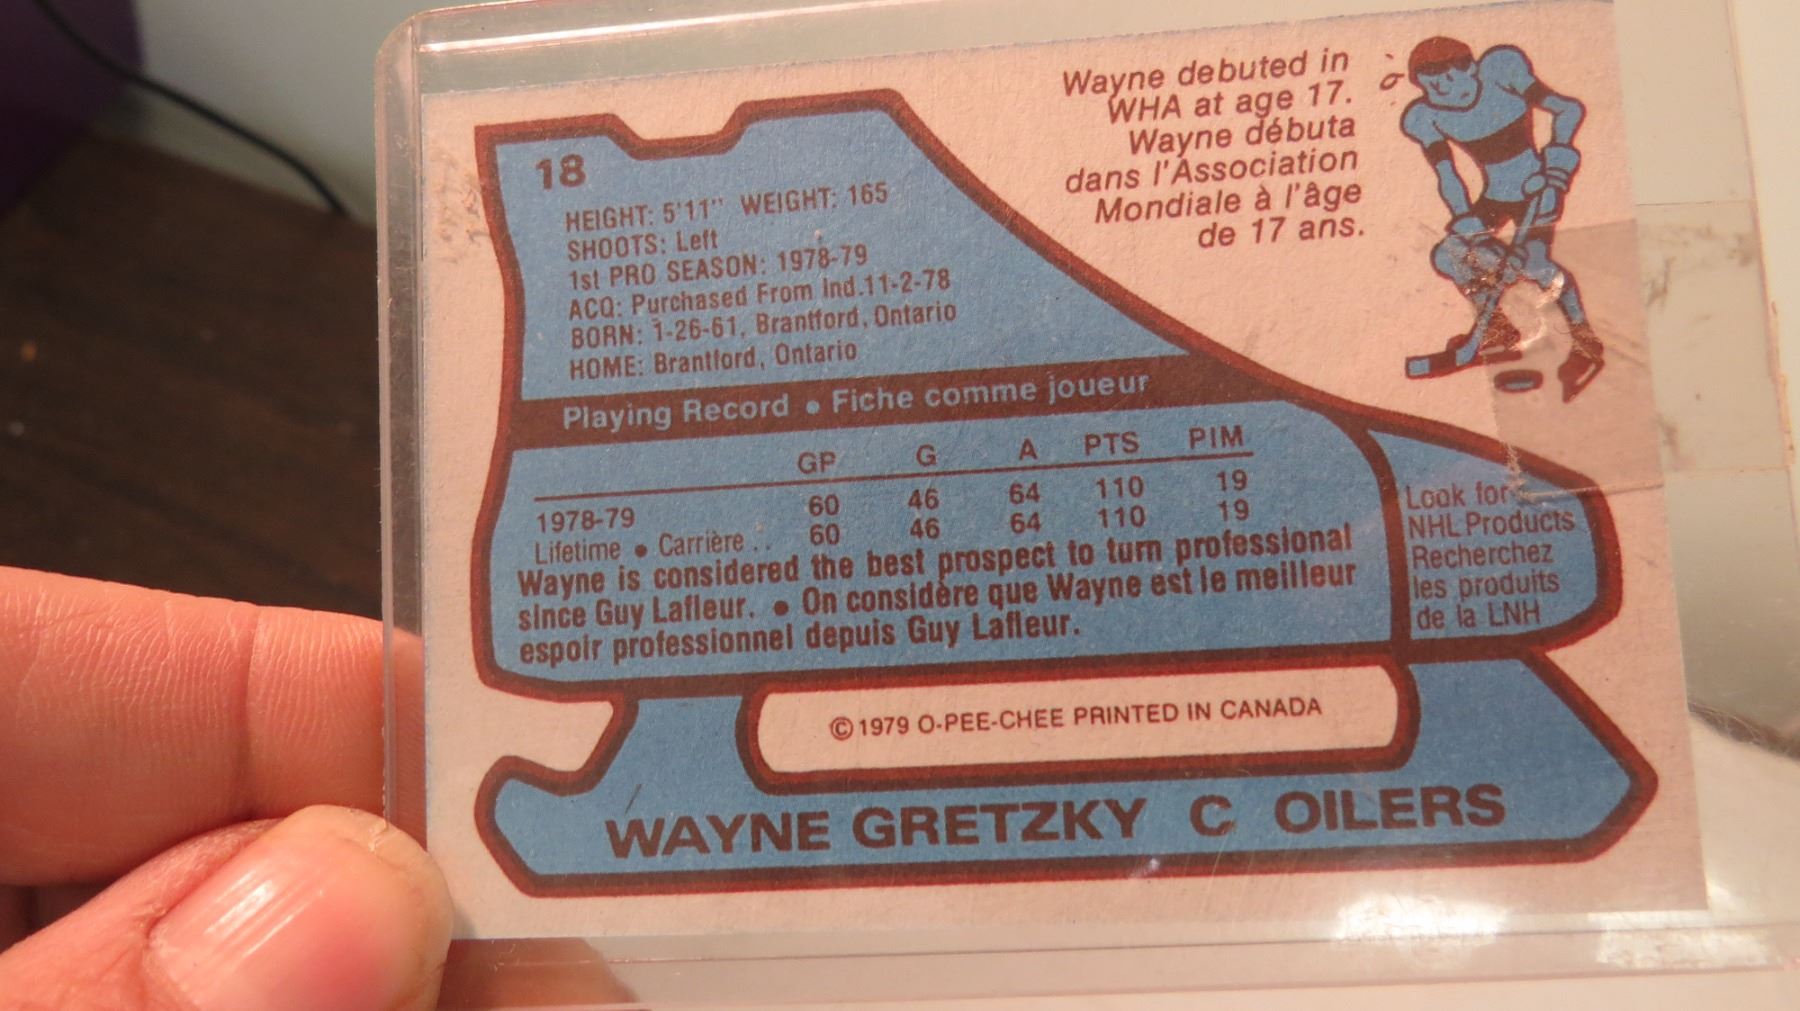 Wayne debuted in
WHA at age 17.
Wayne débuta
dans l'Association
Mondiale à l'âge
de 17 ans.
18
HEIGHT: 5'11" WEIGHT: 165
SHOOTS: Left
1st PRO SEASON: 1978-79
ACQ: Purchased From Ind.11-2-78
BORN: 1-26-61, Brantford, Ontario
HOME: Brantford, Ontario
Playing Record • Fiche comme joueur
GP G A PTS PIM
1978-79 60 46 64 110 19
Lifetime • Carrière .. 60 46 64 110 19
Wayne is considered the best prospect to turn professional
since Guy Lafleur. • On considère que Wayne est le meilleur
espoir professionnel depuis Guy Lafleur.
Look for
NHL Products
Recherchez
les produits
de la LNH
© 1979 O-PEE-CHEE PRINTED IN CANADA
WAYNE GRETZKY C OILERS